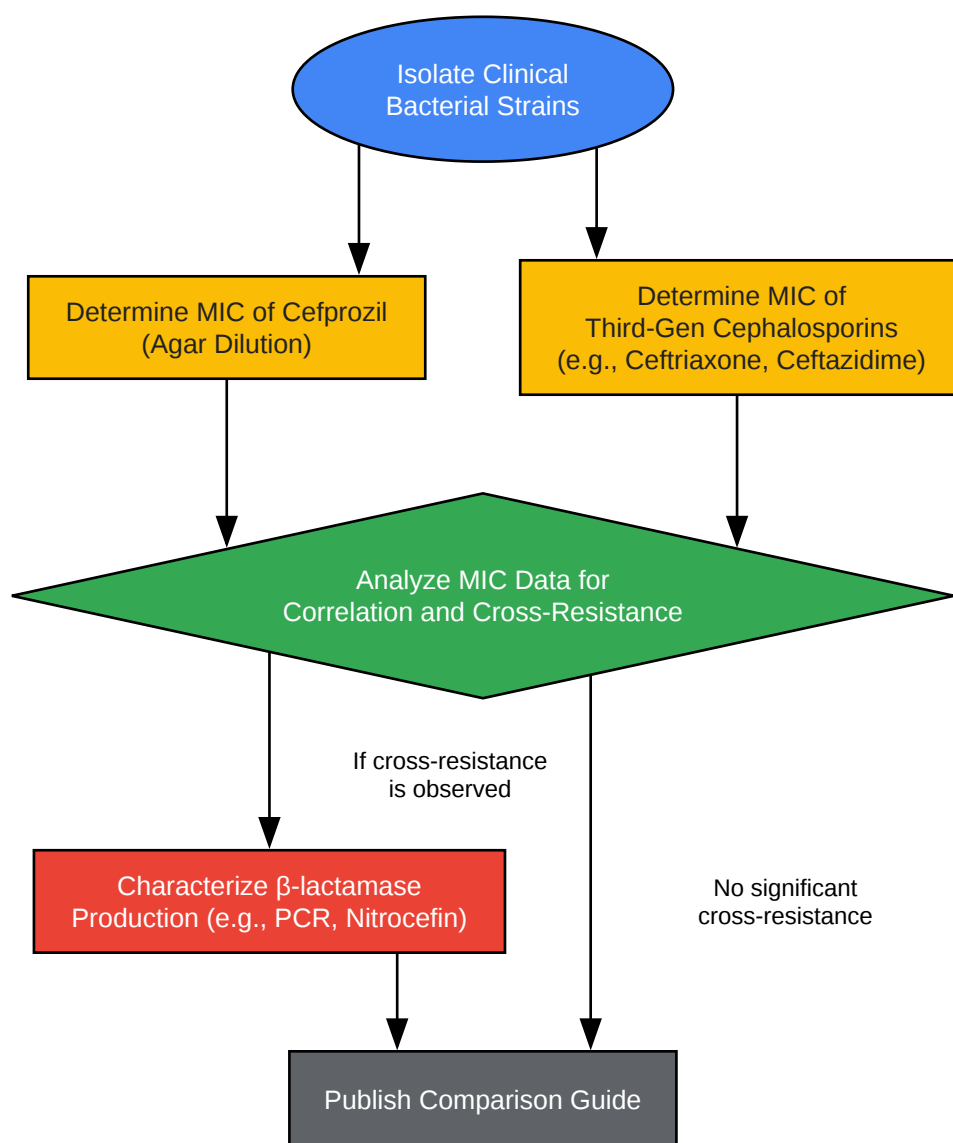 Isolate Clinical
Bacterial Strains
Determine MIC of Cefprozil
(Agar Dilution)
Determine MIC of
Third-Gen Cephalosporins
(e.g., Ceftriaxone, Ceftazidime)
Analyze MIC Data for
Correlation and Cross-Resistance
If cross-resistance
is observed
Characterize β-lactamase
Production (e.g., PCR, Nitrocefin)
No significant
cross-resistance
Publish Comparison Guide